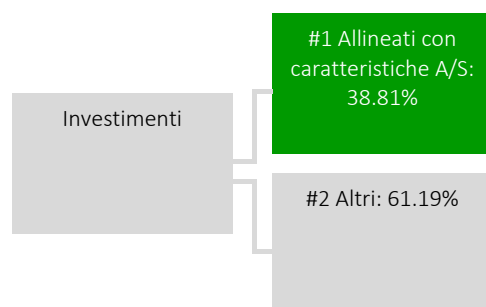 #1 Allineati con
caratteristiche A/S:
38.81%
Investimenti
#2 Altri: 61.19%